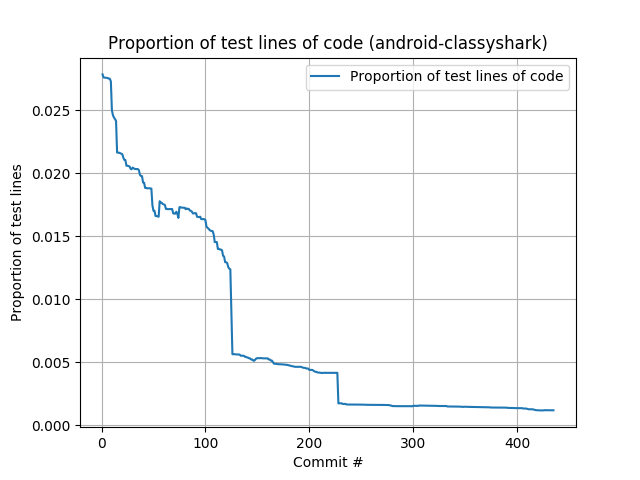 Proportion of test lines of code (android-classyshark)
Proportion of test lines of code
0.025
0.020
0.015
0.010
0.005
0.000
Proportion of test lines
0 100 200 300 400
Commit #